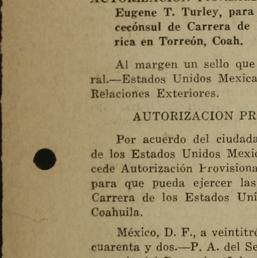 Eugene T. Turley, para
cecónsul de Carrera de
rica en Torreón, Coah.
Al margen un sello que
ral.—Estados Unidos Mexica
Relaciones Exteriores.
AUTORIZACION PR
Por acuerdo del ciudada
de los Estados Unidos Mexic
cede Autorización Provisiona
para que pueda ejercer las
Carrera de los Estados Uni
Coahuila.
México, D. F., a veintitré
cuarenta y dos.—P. A. del Se